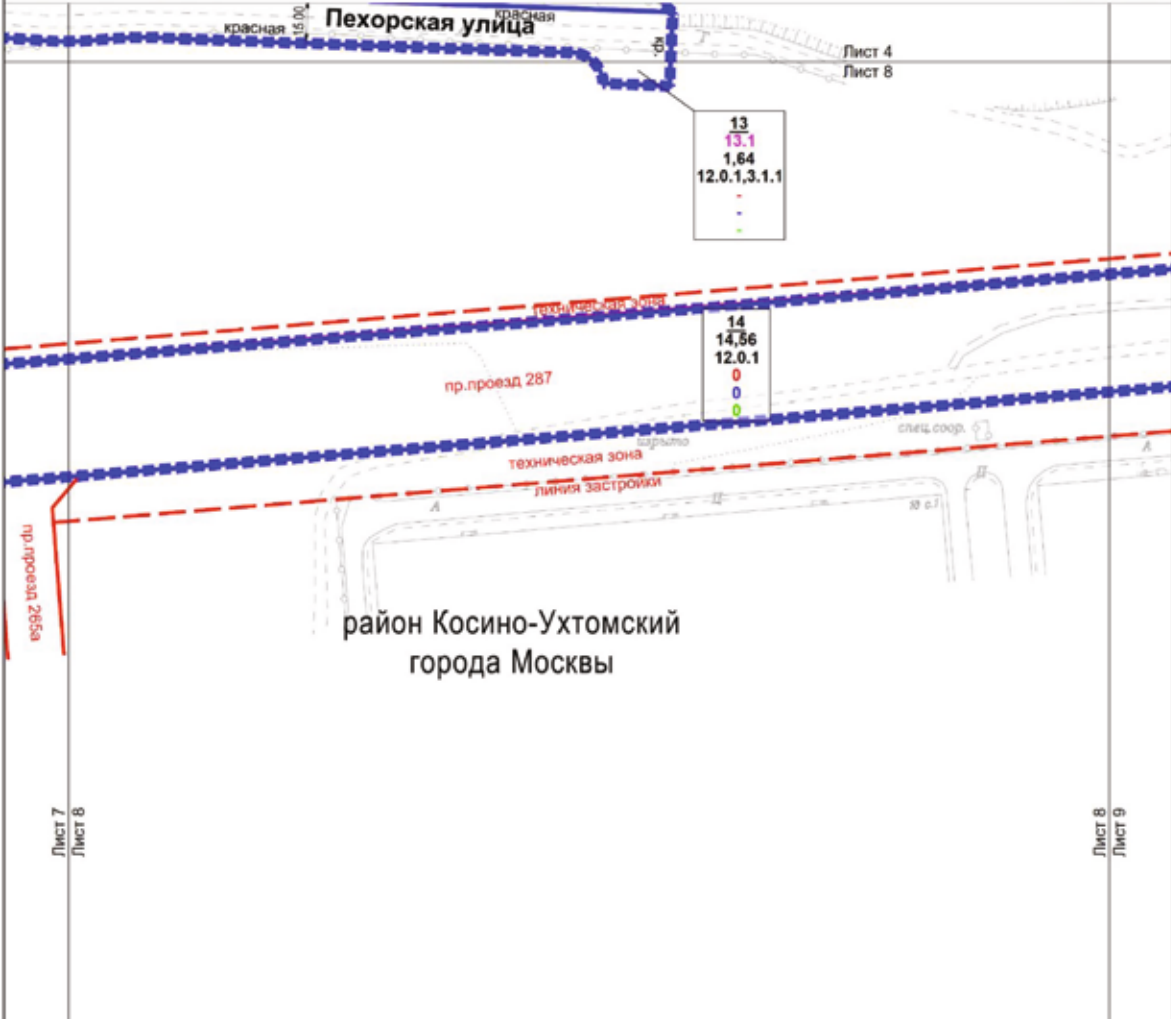 красная
15.00
Пехорская улица
красная
кр.
Г
Лист 4
Лист 8
13
13.1
1,64
12.0.1,3.1.1
-
-
-
техническая зона
14
14,56
12.0.1
0
0
0
пр.проезд 287
изрыто
спец.соор.
техническая зона
линия застройки
А
Ц
П
А
пр.проезд 265а
район Косино-Ухтомский
города Москвы
Лист 7
Лист 8
Лист 8
Лист 9